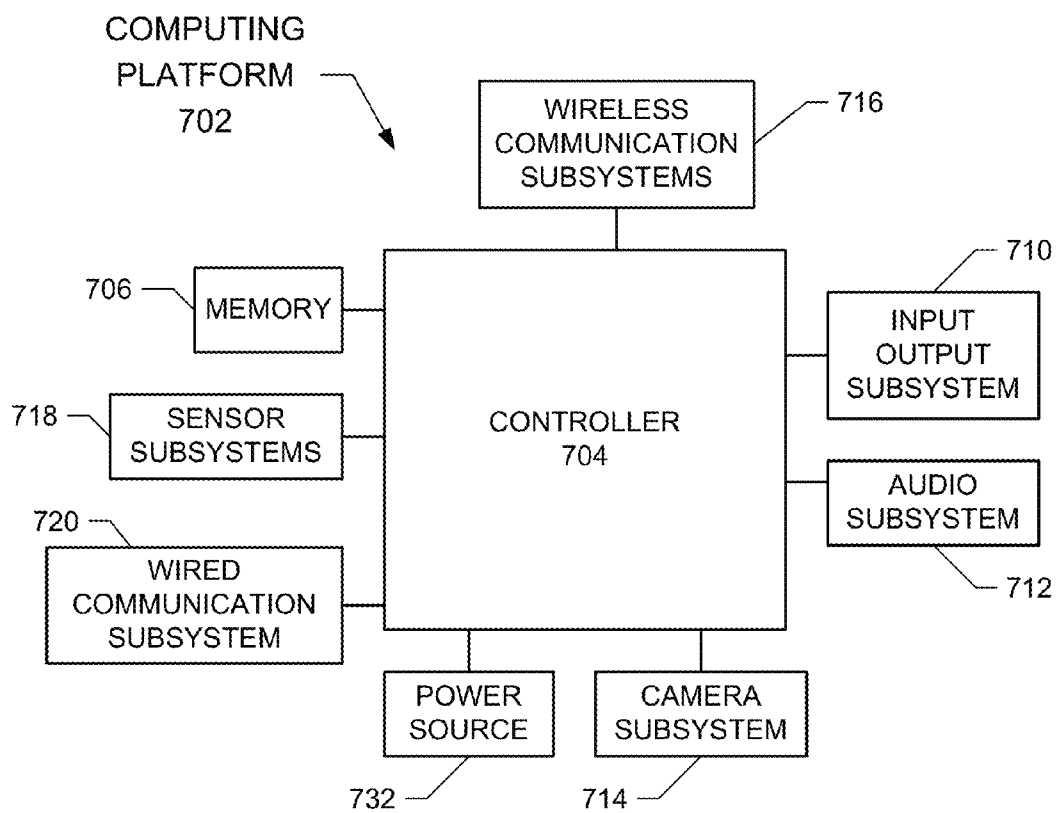 COMPUTING
PLATFORM
702
WIRELESS
COMMUNICATION
SUBSYSTEMS
716
706
MEMORY
710
INPUT
OUTPUT
SUBSYSTEM
718
SENSOR
SUBSYSTEMS
CONTROLLER
704
AUDIO
SUBSYSTEM
712
720
WIRED
COMMUNICATION
SUBSYSTEM
POWER
SOURCE
732
CAMERA
SUBSYSTEM
714